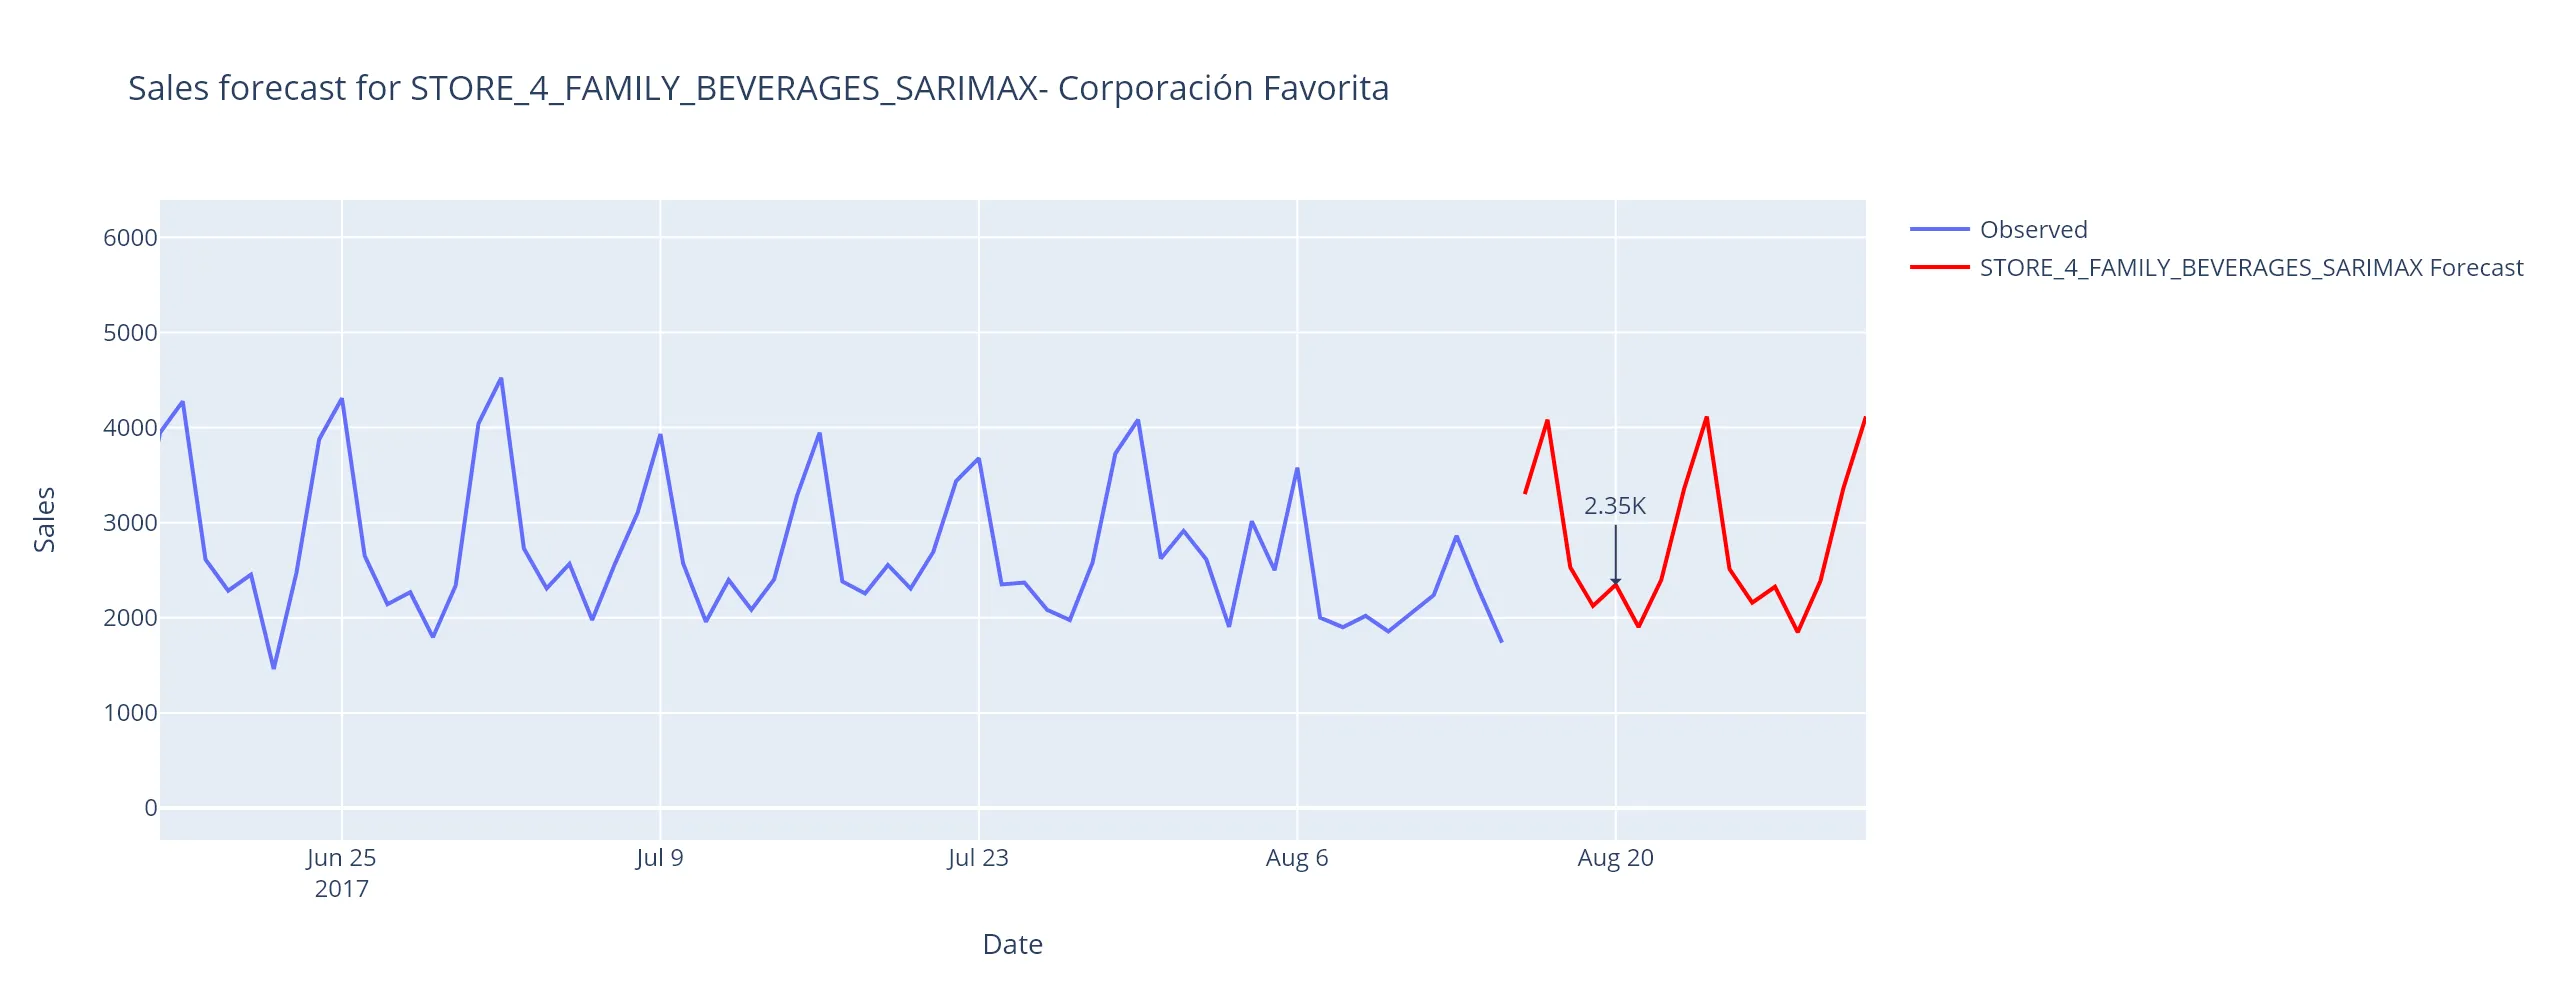 Sales forecast for STORE_4_FAMILY_BEVERAGES_SARIMAX- Corporación Favorita
Observed
STORE_4_FAMILY_BEVERAGES_SARIMAX Forecast
6000
5000
4000
3000
2000
1000
0
Sales
2.35K
Jun 25
2017
Jul 9
Jul 23
Aug 6
Aug 20
Date